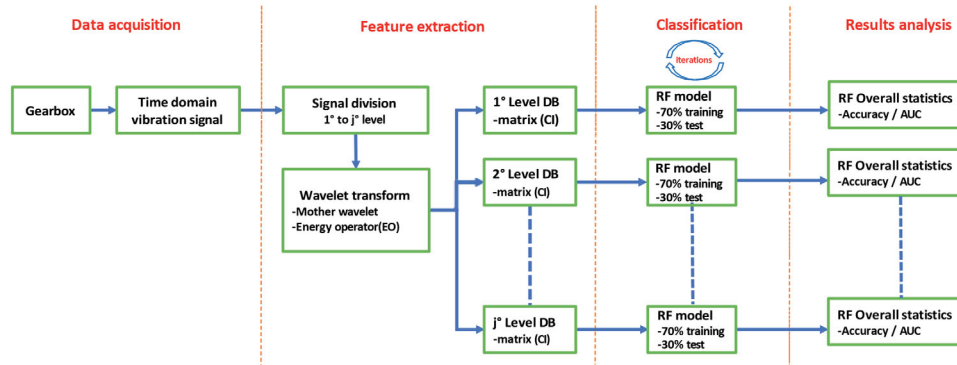 Data acquisition
Feature extraction
Classification
Results analysis
Iterations
Gearbox
Time domain
vibration signal
Signal division
1° to j° level
Wavelet transform
-Mother wavelet
-Energy operator(EO)
1° Level DB
-matrix (CI)
RF model
-70% training
-30% test
RF Overall statistics
-Accuracy / AUC
2° Level DB
-matrix (CI)
RF model
-70% training
-30% test
RF Overall statistics
-Accuracy / AUC
j° Level DB
-matrix (CI)
RF model
-70% training
-30% test
RF Overall statistics
-Accuracy / AUC